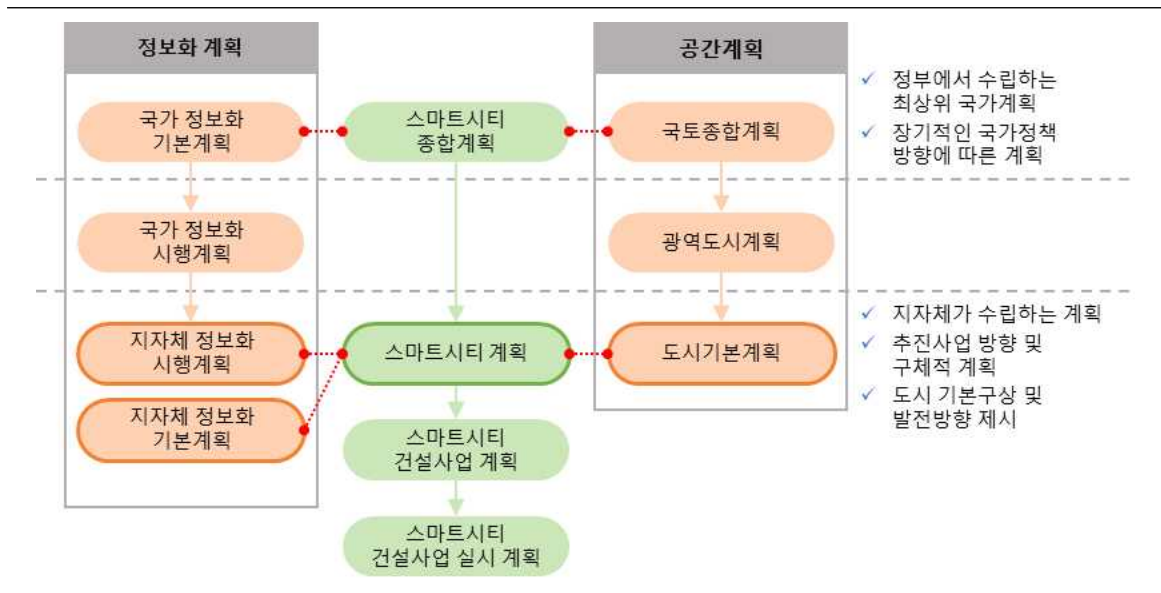 정보화 계획
공간계획
국가 정보화
기본계획
스마트시티
종합계획
국토종합계획
✓ 정부에서 수립하는
최상위 국가계획
✓ 장기적인 국가정책
방향에 따른 계획
국가 정보화
시행계획
광역도시계획
지자체 정보화
시행계획
스마트시티 계획
도시기본계획
✓ 지자체가 수립하는 계획
✓ 추진사업 방향 및
구체적 계획
✓ 도시 기본구상 및
발전방향 제시
지자체 정보화
기본계획
스마트시티
건설사업 계획
스마트시티
건설사업 실시 계획